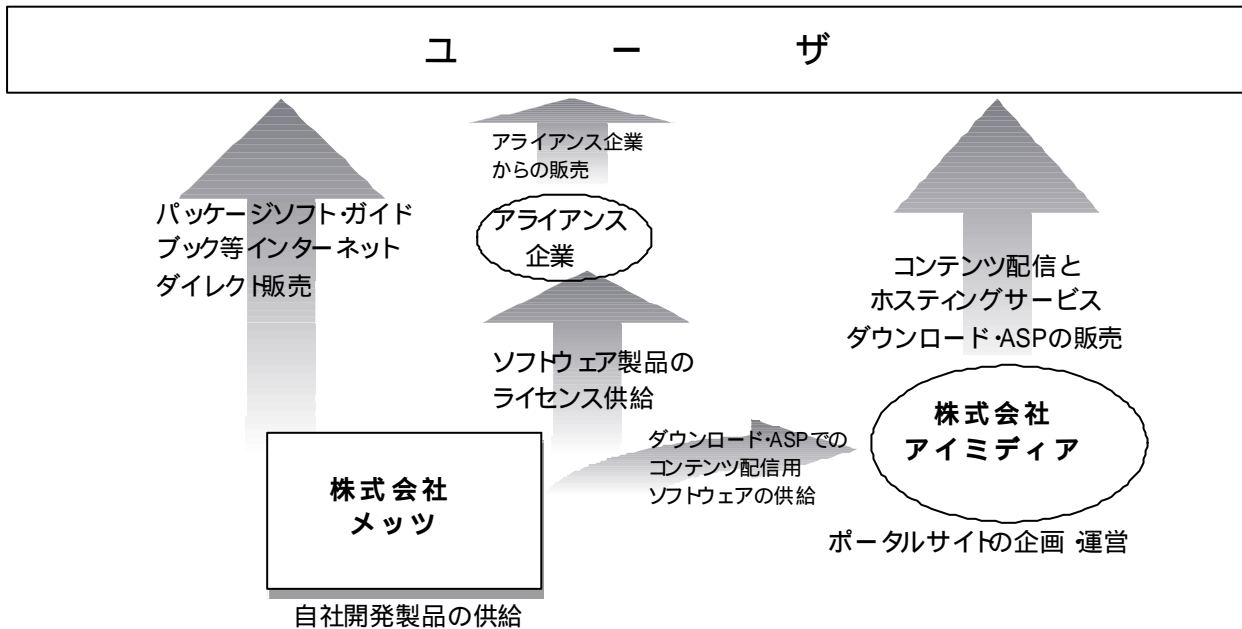 ユーザ
アライアンス企業
からの販売
パッケージソフト・ガイド
ブック等インターネット
ダイレクト販売
アライアンス
企業
コンテンツ配信と
ホスティングサービス
ダウンロード・ASPの販売
ソフトウェア製品の
ライセンス供給
株式会社
アイミディア
ダウンロード・ASPでの
コンテンツ配信用
ソフトウェアの供給
株式会社
メッツ
ポータルサイトの企画・運営
自社開発製品の供給